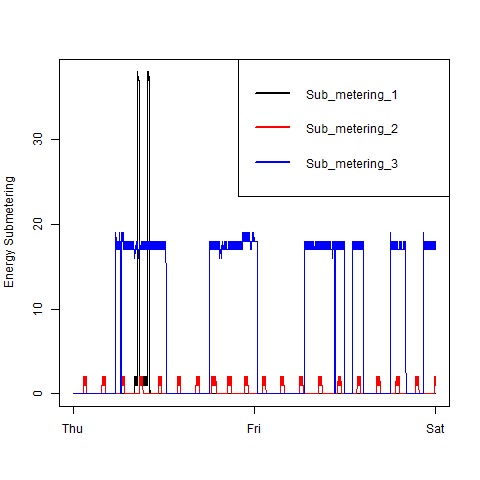 Sub_metering_1
Sub_metering_2
Sub_metering_3
Energy Submetering
30
20
10
0
Thu Fri Sat